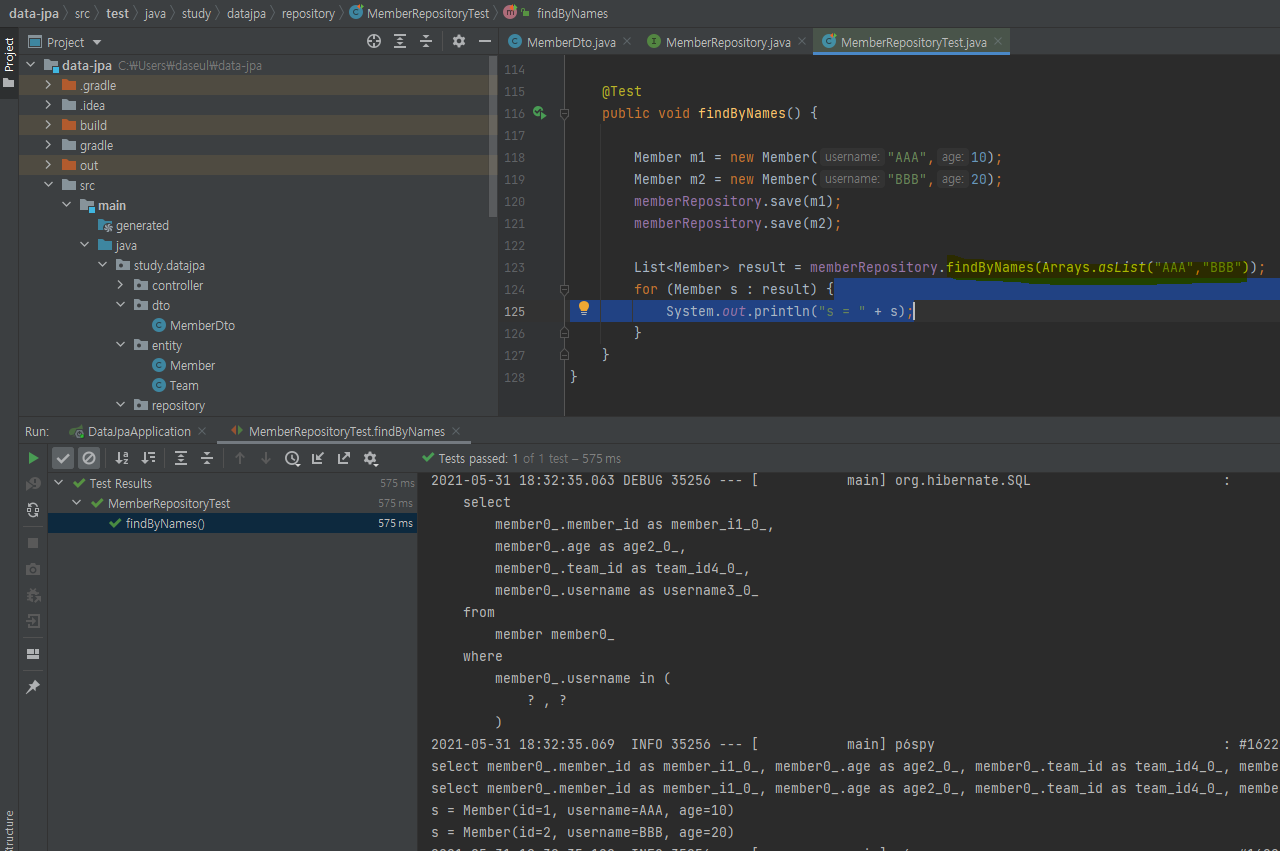 data-jpa src test java study datajpa repository MemberRepositoryTest findByNames
Project
Project
MemberDto.java MemberRepository.java MemberRepositoryTest.java
data-jpa C:₩Users₩daseul₩data-jpa
.gradle
.idea
build
gradle
out
src
main
generated
java
study.datajpa
controller
dto
MemberDto
entity
Member
Team
repository
114
115 @Test
116 public void findByNames() {
117
118 Member m1 = new Member( username: "AAA", age: 10);
119 Member m2 = new Member( username: "BBB", age: 20);
120 memberRepository.save(m1);
121 memberRepository.save(m2);
122
123 List<Member> result = memberRepository.findByNames(Arrays.asList("AAA","BBB"));
124 for (Member s : result) {
125 System.out.println("s = " + s);
126 }
127 }
128 }
Run: DataJpaApplication MemberRepositoryTest.findByNames
Tests passed: 1 of 1 test – 575 ms
Test Results 575 ms
MemberRepositoryTest 575 ms
findByNames() 575 ms
2021-05-31 18:32:35.063 DEBUG 35256 --- [ main] org.hibernate.SQL :
select
member0_.member_id as member_i1_0_,
member0_.age as age2_0_,
member0_.team_id as team_id4_0_,
member0_.username as username3_0_
from
member member0_
where
member0_.username in (
? , ?
)
2021-05-31 18:32:35.069 INFO 35256 --- [ main] p6spy : #1622
select member0_.member_id as member_i1_0_, member0_.age as age2_0_, member0_.team_id as team_id4_0_, membe
select member0_.member_id as member_i1_0_, member0_.age as age2_0_, member0_.team_id as team_id4_0_, membe
s = Member(id=1, username=AAA, age=10)
s = Member(id=2, username=BBB, age=20)